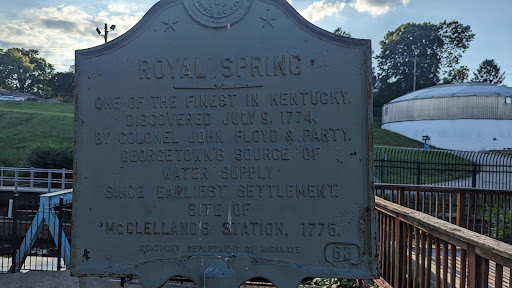 ROYAL SPRING
ONE OF THE FINEST IN KENTUCKY.
DISCOVERED JULY 9, 1774,
BY COLONEL JOHN FLOYD & PARTY.
GEORGETOWN'S SOURCE OF
WATER SUPPLY
SINCE EARLIEST SETTLEMENT.
SITE OF
McCLELLAND'S STATION, 1775.
KENTUCKY DEPARTMENT OF HIGHWAYS